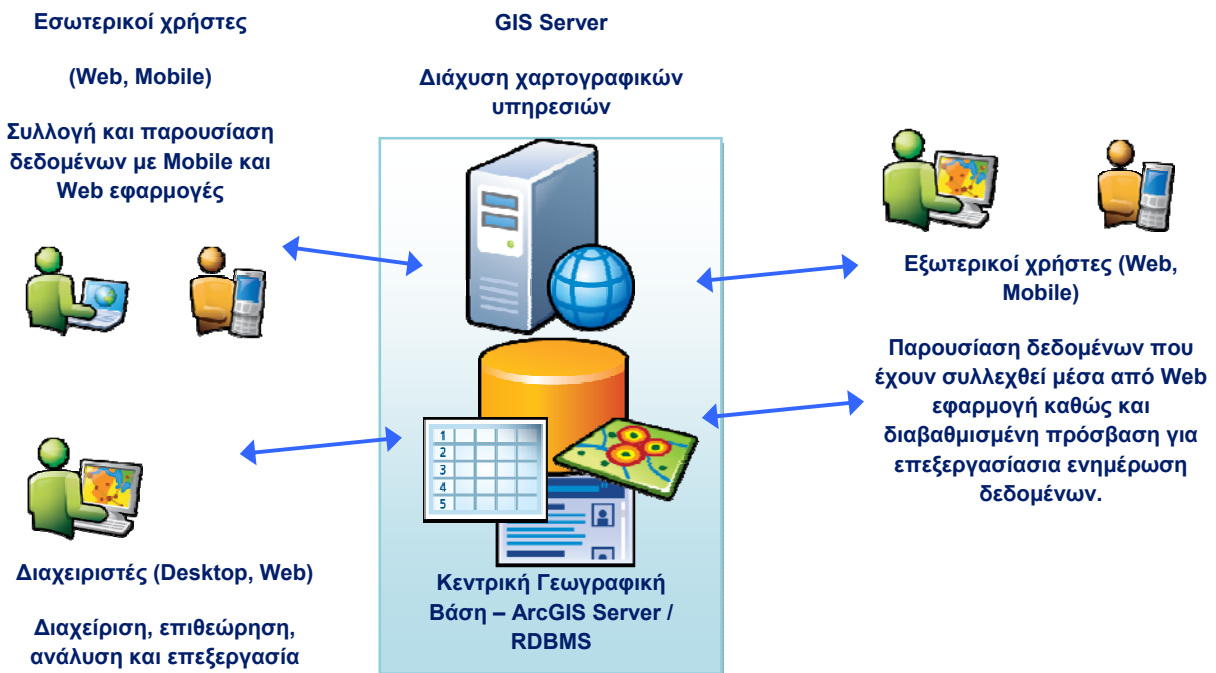 Εσωτερικοί χρήστες
(Web, Mobile)
Συλλογή και παρουσίαση
δεδομένων με Mobile και
Web εφαρμογές
Διαχειριστές (Desktop, Web)
Διαχείριση, επιθεώρηση,
ανάλυση και επεξεργασία
GIS Server
Διάχυση χαρτογραφικών
υπηρεσιών
1
2
3
4
5
Κεντρική Γεωγραφική
Βάση – ArcGIS Server /
RDBMS
Εξωτερικοί χρήστες (Web,
Mobile)
Παρουσίαση δεδομένων που
έχουν συλλεχθεί μέσα από Web
εφαρμογή καθώς και
διαβαθμισμένη πρόσβαση για
επεξεργασίασια ενημέρωση
δεδομένων.